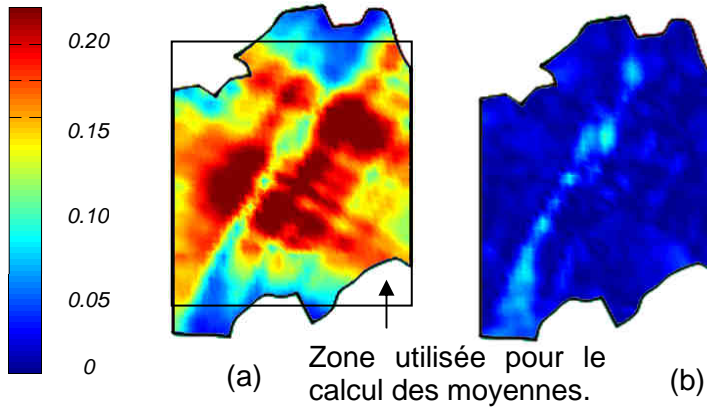 0.20
0.15
0.10
0.05
0
(a)
Zone utilisée pour le
calcul des moyennes.
(b)